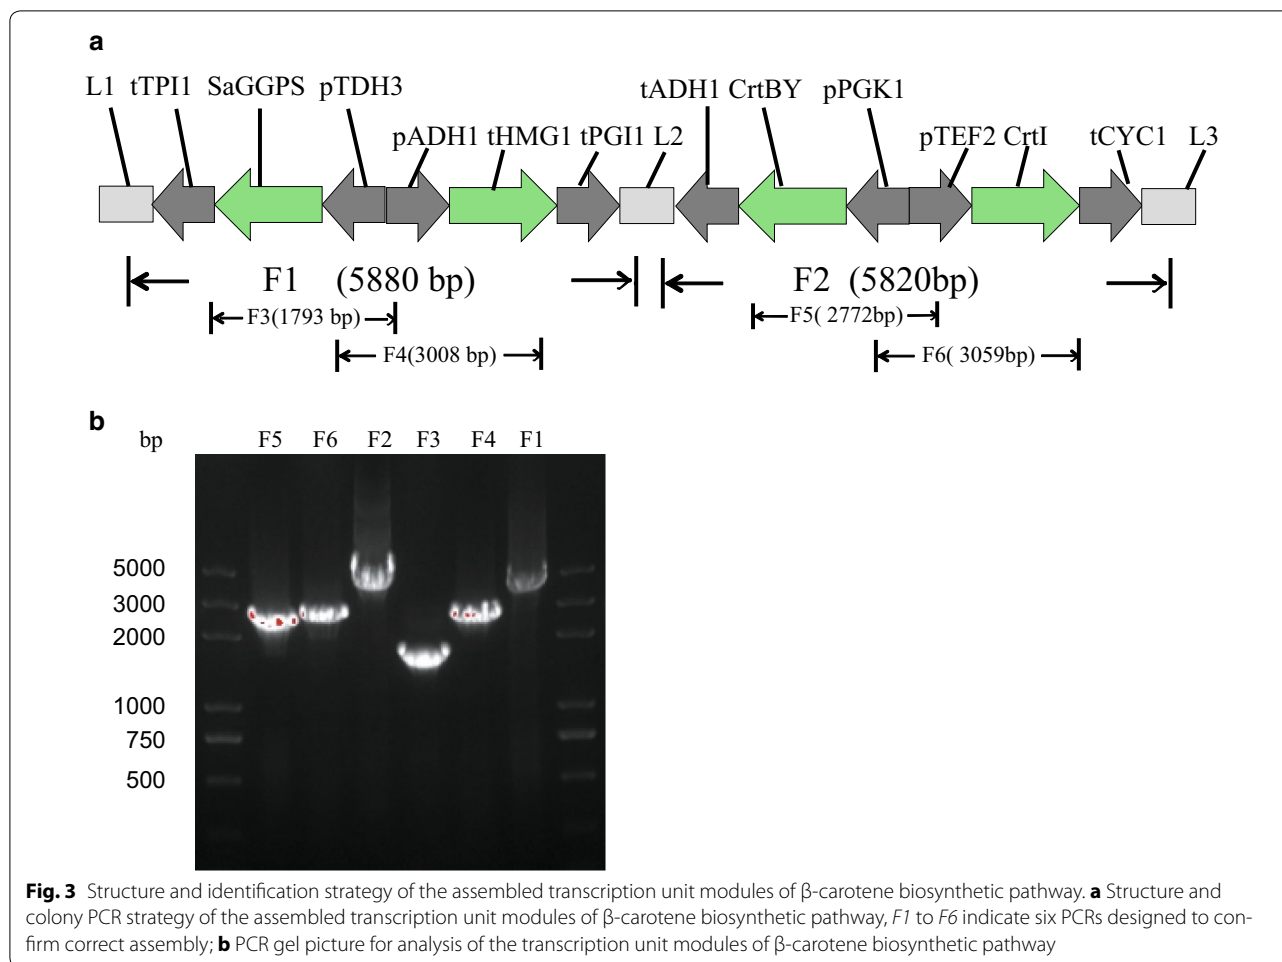 a
L1 tTPI1 SaGGPS pTDH3
tADH1 CrtBY pPGK1
pADH1 tHMG1 tPGI1 L2
pTEF2 CrtI tCYC1 L3
F1 (5880 bp)
F2 (5820bp)
F3(1793 bp)
F5( 2772bp)
F4(3008 bp)
F6( 3059bp)
b
bp F5 F6 F2 F3 F4 F1
5000
3000
2000
1000
750
500
Fig. 3 Structure and identification strategy of the assembled transcription unit modules of β-carotene biosynthetic pathway. a Structure and
colony PCR strategy of the assembled transcription unit modules of β-carotene biosynthetic pathway, F1 to F6 indicate six PCRs designed to con-
firm correct assembly; b PCR gel picture for analysis of the transcription unit modules of β-carotene biosynthetic pathway